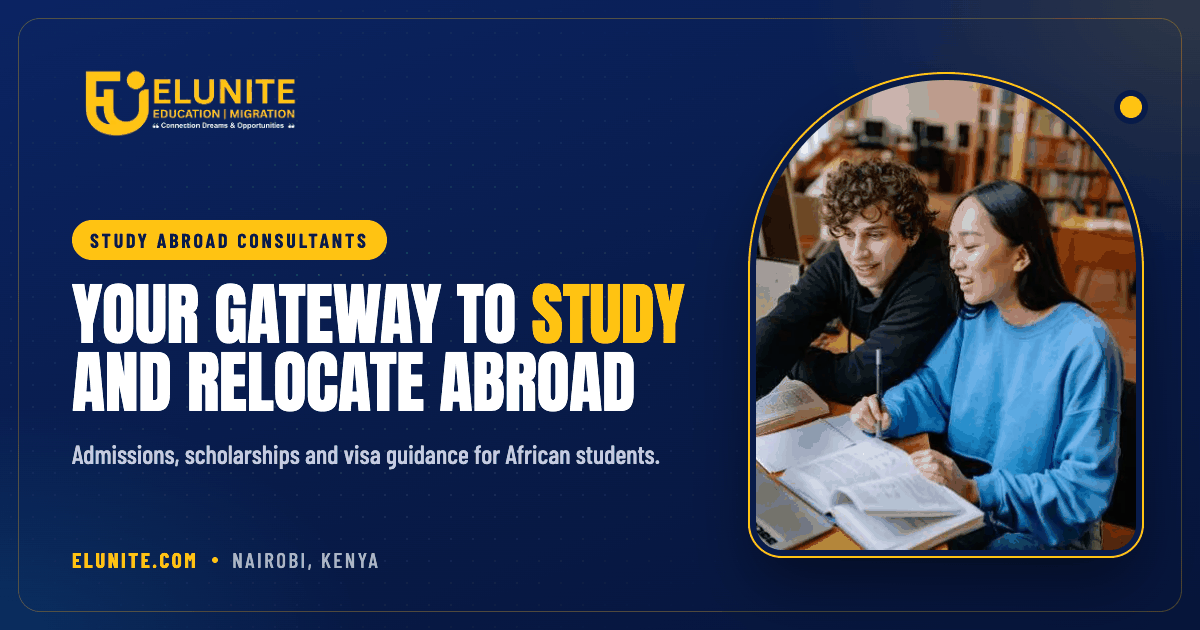 ELUNITE
EDUCATION | MIGRATION
❝ Connection Dreams & Opportunities ❞
STUDY ABROAD CONSULTANTS
YOUR GATEWAY TO STUDY
AND RELOCATE ABROAD
Admissions, scholarships and visa guidance for African students.
ELUNITE.COM • NAIROBI, KENYA